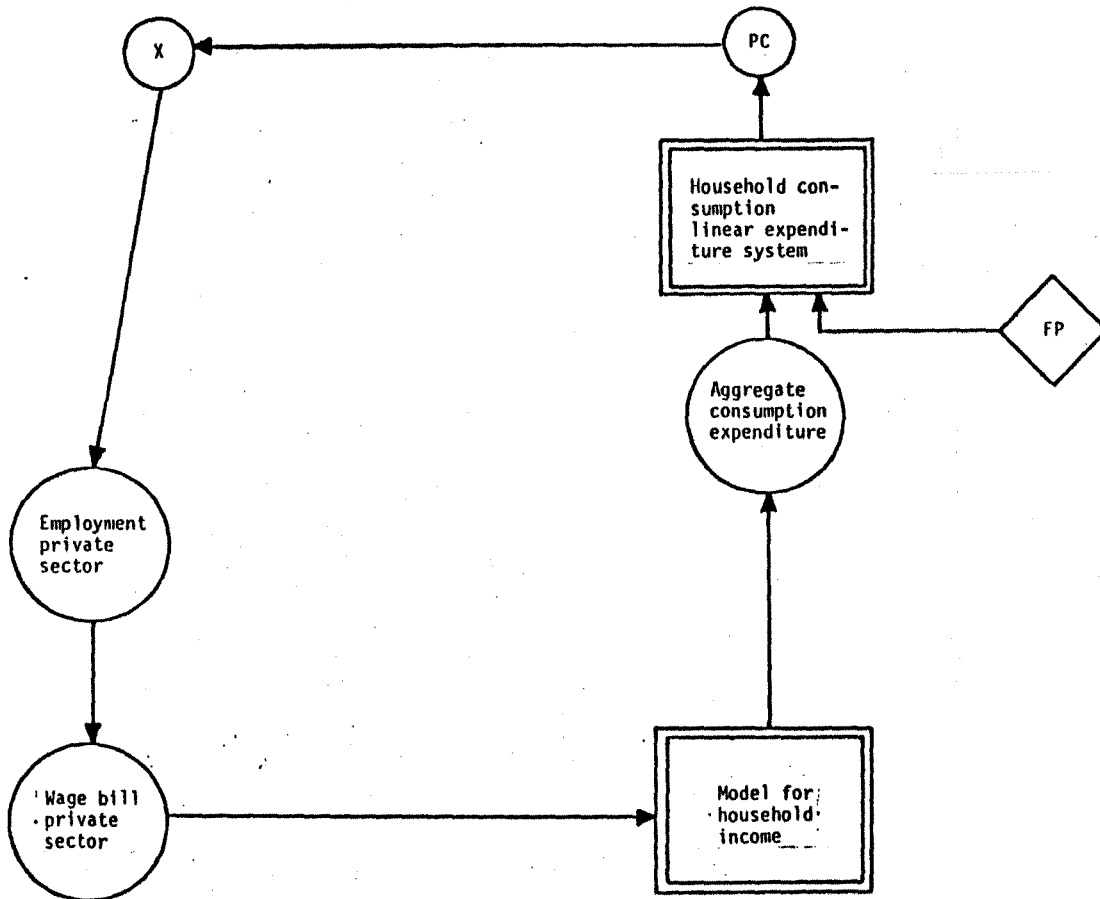 X
PC
Household con-
sumption
linear expendi-
ture system
FP
Aggregate
consumption
expenditure
Employment
private
sector
Wage bill
private
sector
Model for
household
income